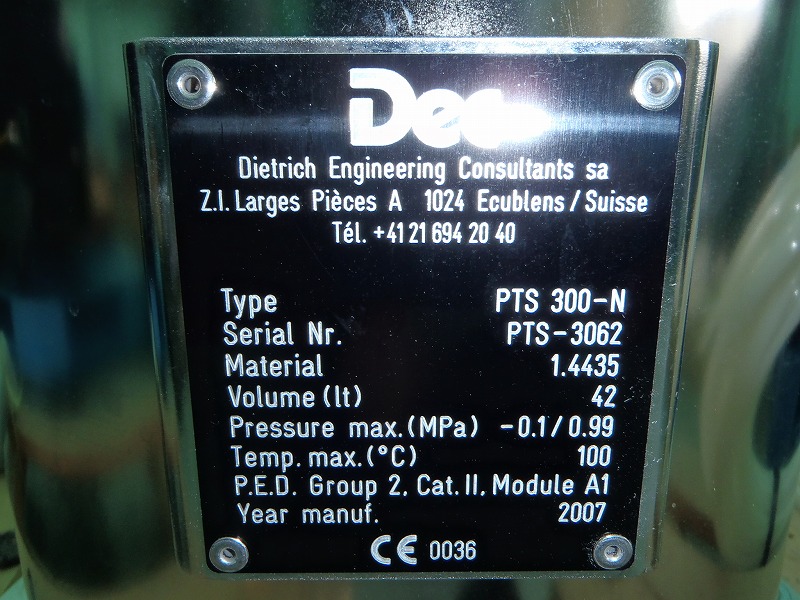 Dec
Dietrich Engineering Consultants sa
Z.I. Larges Pièces A 1024 Ecublens / Suisse
Tél. +41 21 694 20 40
Type PTS 300-N
Serial Nr. PTS-3062
Material 1.4435
Volume (lt) 42
Pressure max. (MPa) -0.1 / 0.99
Temp. max. (°C) 100
P.E.D. Group 2, Cat. II, Module A1
Year manuf. 2007
CE 0036